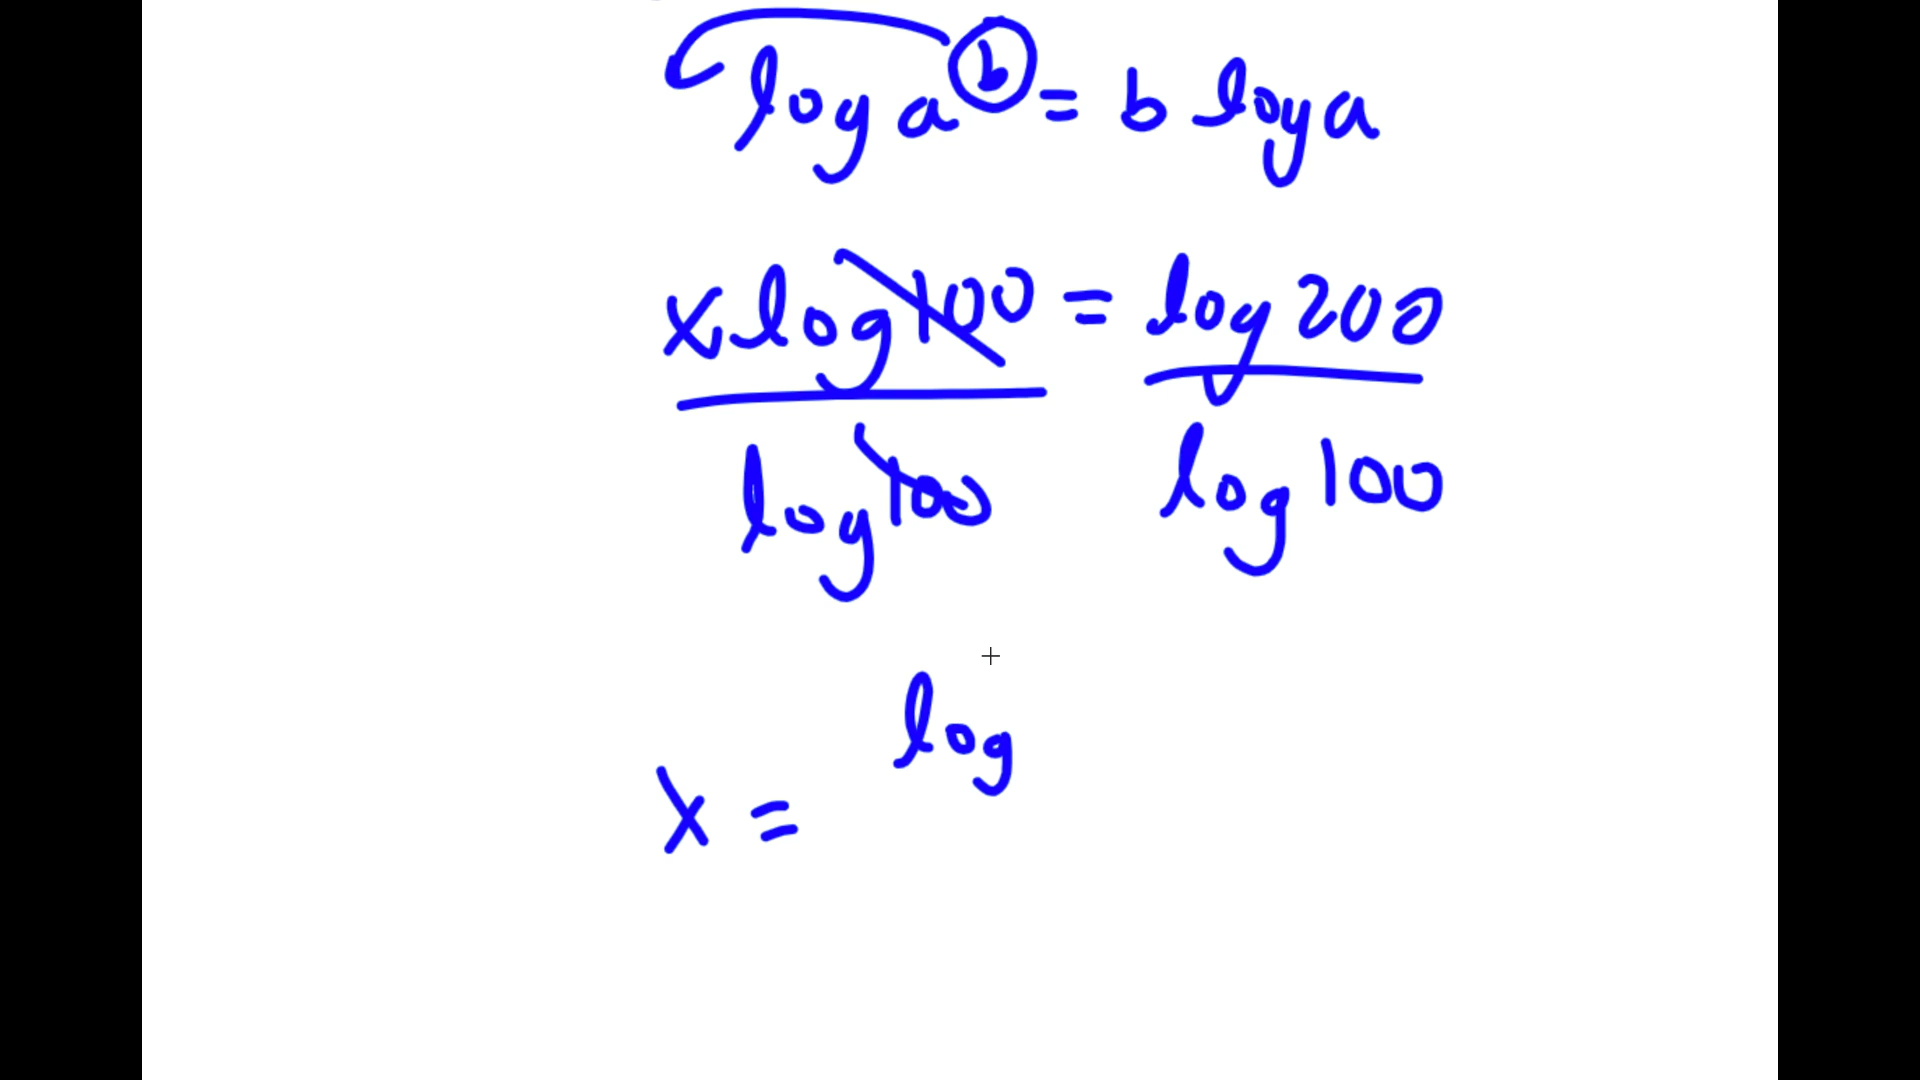 log a^b = b log a
x log 100 = log 200
log 100 log 100
log
x =